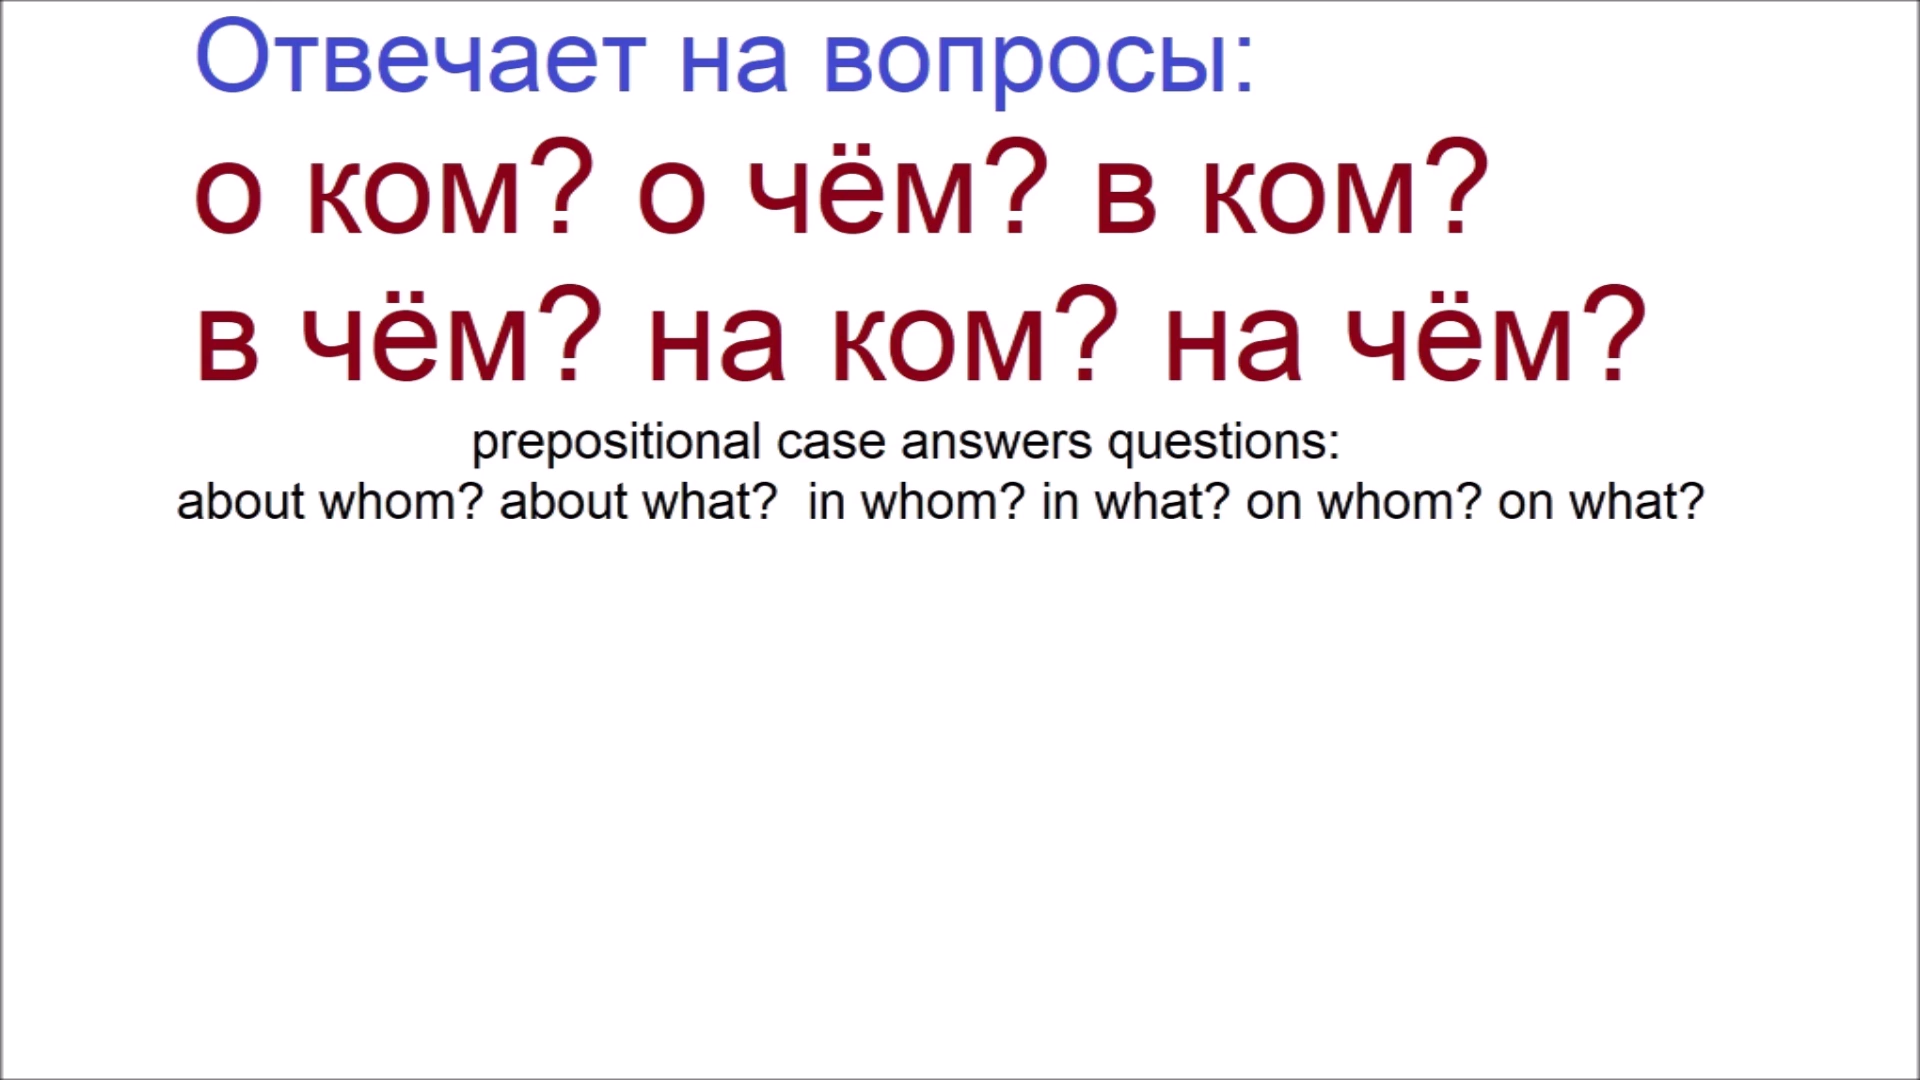 Отвечает на вопросы:
о ком? о чём? в ком?
в чём? на ком? на чём?
prepositional case answers questions:
about whom? about what?  in whom? in what? on whom? on what?